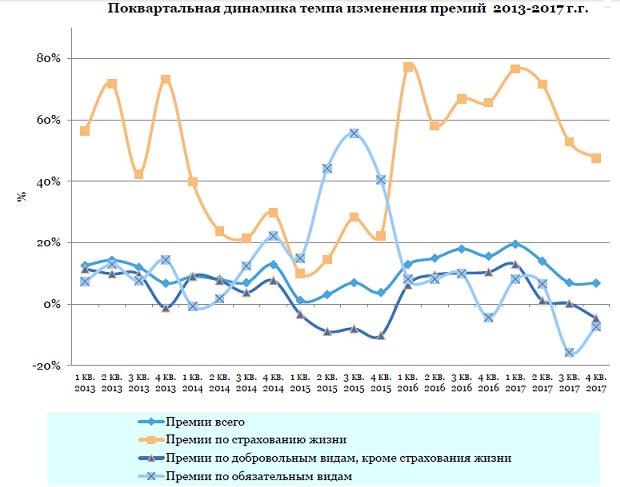 Поквартальная динамика темпа изменения премий 2013-2017 г.г.
80%
60%
40%
20%
0%
-20%
%
1 кв. 2 кв. 3 кв. 4 кв. 1 кв. 2 кв. 3 кв. 4 кв. 1 кв. 2 кв. 3 кв. 4 кв. 1 кв. 2 кв. 3 кв. 4 кв. 1 кв. 2 кв. 3 кв. 4 кв.
2013 2013 2013 2013 2014 2014 2014 2014 2015 2015 2015 2015 2016 2016 2016 2016 2017 2017 2017 2017
Премии всего
Премии по страхованию жизни
Премии по добровольным видам, кроме страхования жизни
Премии по обязательным видам